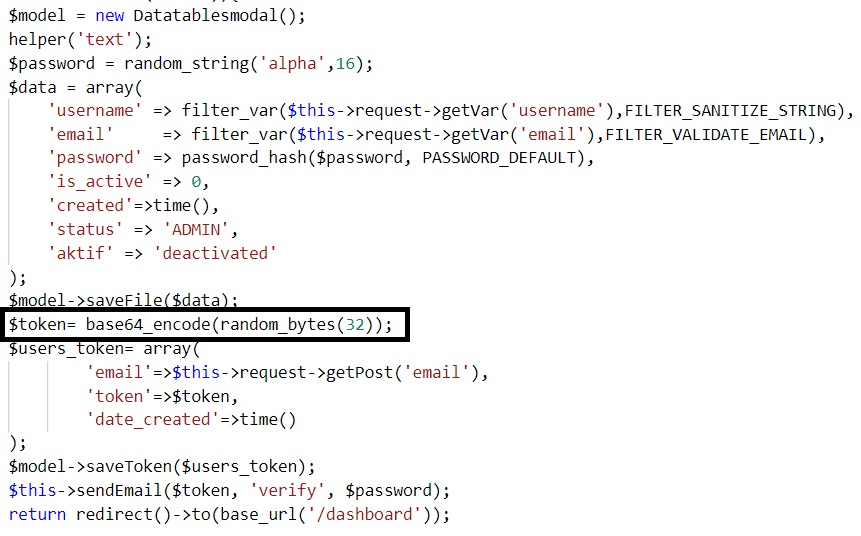 $model = new Datatablesmodal();
helper('text');
$password = random_string('alpha',16);
$data = array(
'username' => filter_var($this->request->getVar('username'),FILTER_SANITIZE_STRING),
'email' => filter_var($this->request->getVar('email'),FILTER_VALIDATE_EMAIL),
'password' => password_hash($password, PASSWORD_DEFAULT),
'is_active' => 0,
'created'=>time(),
'status' => 'ADMIN',
'aktif' => 'deactivated'
);
$model->saveFile($data);
$token= base64_encode(random_bytes(32));
$users_token= array(
'email'=>$this->request->getPost('email'),
'token'=>$token,
'date_created'=>time()
);
$model->saveToken($users_token);
$this->sendEmail($token, 'verify', $password);
return redirect()->to(base_url('/dashboard'));